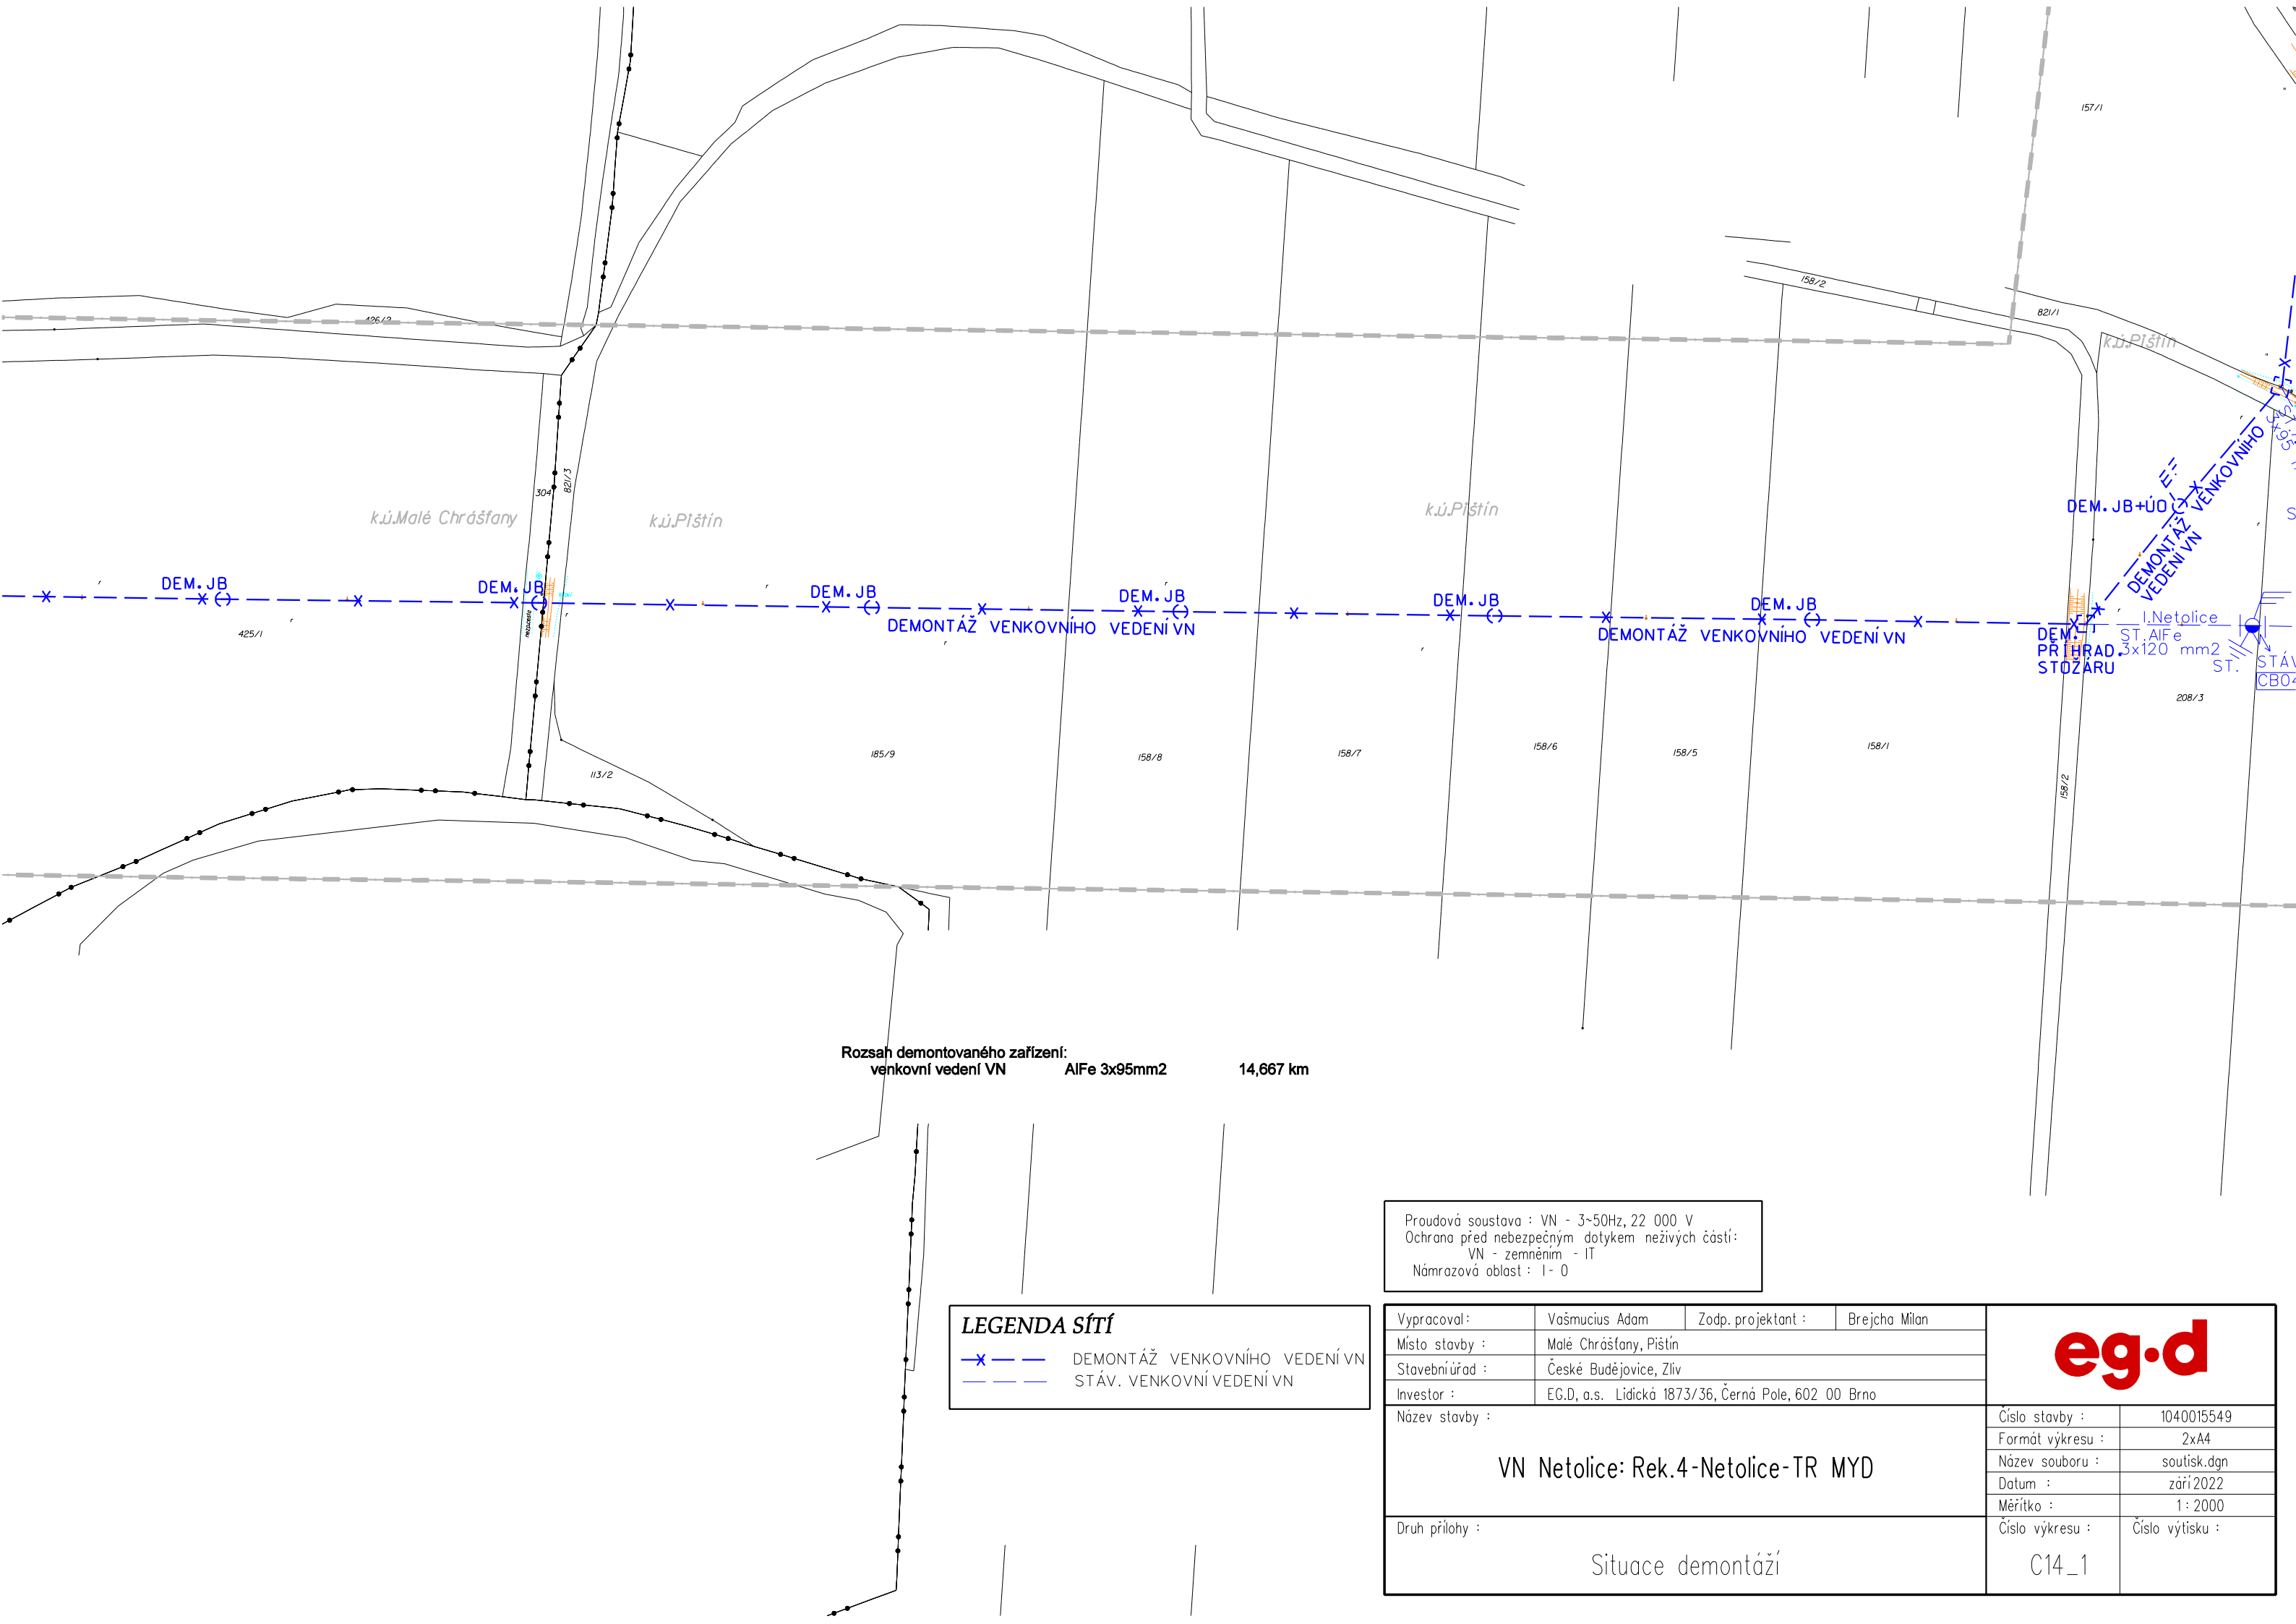 157/1
158/2
821/1
426/2
k.ú.Pištín
304
821/3
k.ú.Malé Chrášťany
k.ú.Pištín
k.ú.Pištín
DEM.JB+ÚO
DEMONTÁŽ VENKOVNÍHO
VEDENÍ VN
DEM.JB
DEM.JB
DEM.JB
DEM.JB
DEM.JB
DEM.JB
DEMONTÁŽ VENKOVNÍHO VEDENÍ VN
DEMONTÁŽ VENKOVNÍHO VEDENÍ VN
425/1
DEM.
PŘÍHRAD.
STOŽÁRU
l.Netolice
ST.AlFe
3x120 mm2
ST.
208/3
185/9
158/8
158/7
158/6
158/5
158/1
158/2
113/2
Rozsah demontovaného zařízení:
venkovní vedení VN AlFe 3x95mm2 14,667 km
Proudová soustava : VN - 3~50Hz, 22 000 V
Ochrana před nebezpečným dotykem neživých částí:
VN - zemněním - IT
Námrazová oblast : I - 0
LEGENDA SÍTÍ
DEMONTÁŽ VENKOVNÍHO VEDENÍ VN
STÁV. VENKOVNÍ VEDENÍ VN
Vypracoval: Vašmucius Adam Zodp. projektant : Brejcha Milan
Místo stavby : Malé Chrášťany, Pištín
Stavební úřad : České Budějovice, Zliv
Investor : EG.D, a.s. Lidická 1873/36, Černá Pole, 602 00 Brno
eg·d
Název stavby :
VN Netolice: Rek.4-Netolice-TR MYD
Číslo stavby : 1040015549
Formát výkresu : 2xA4
Název souboru : soutisk.dgn
Datum : září 2022
Měřítko : 1 : 2000
Druh přílohy :
Situace demontáží
Číslo výkresu : Číslo výtisku :
C14_1